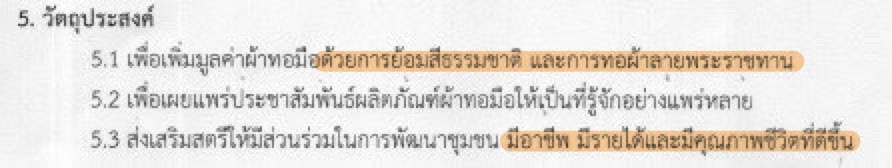 5. วัตถุประสงค์
5.1 เพื่อเพิ่มมูลค่าผ้าทอมือด้วยการย้อมสีธรรมชาติ และการทอผ้าลายพระราชทาน
5.2 เพื่อเผยแพร่ประชาสัมพันธ์ผลิตภัณฑ์ผ้าทอมือให้เป็นที่รู้จักอย่างแพร่หลาย
5.3 ส่งเสริมสตรีให้มีส่วนร่วมในการพัฒนาชุมชน มีอาชีพ มีรายได้และมีคุณภาพชีวิตที่ดีขึ้น